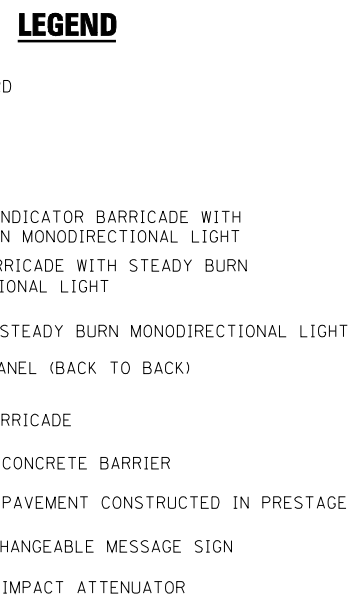 LEGEND
D
NDICATOR BARRICADE WITH
N MONODIRECTIONAL LIGHT
RRICADE WITH STEADY BURN
IONAL LIGHT
STEADY BURN MONODIRECTIONAL LIGHT
ANEL (BACK TO BACK)
RRICADE
CONCRETE BARRIER
PAVEMENT CONSTRUCTED IN PRESTAGE
HANGEABLE MESSAGE SIGN
IMPACT ATTENUATOR